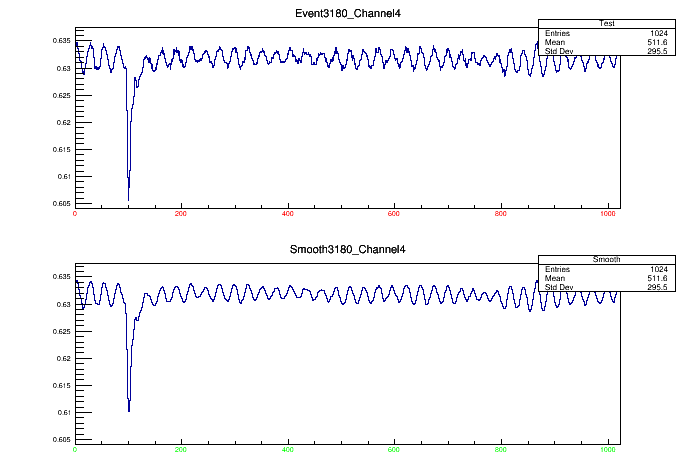 Event3180_Channel4
Test
Entries 1024
Mean 511.6
Std Dev 295.5
0.635
0.63
0.625
0.62
0.615
0.61
0.605
0 200 400 600 800 1000
Smooth3180_Channel4
Smooth
Entries 1024
Mean 511.6
Std Dev 295.5
0.635
0.63
0.625
0.62
0.615
0.61
0.605
0 200 400 600 800 1000